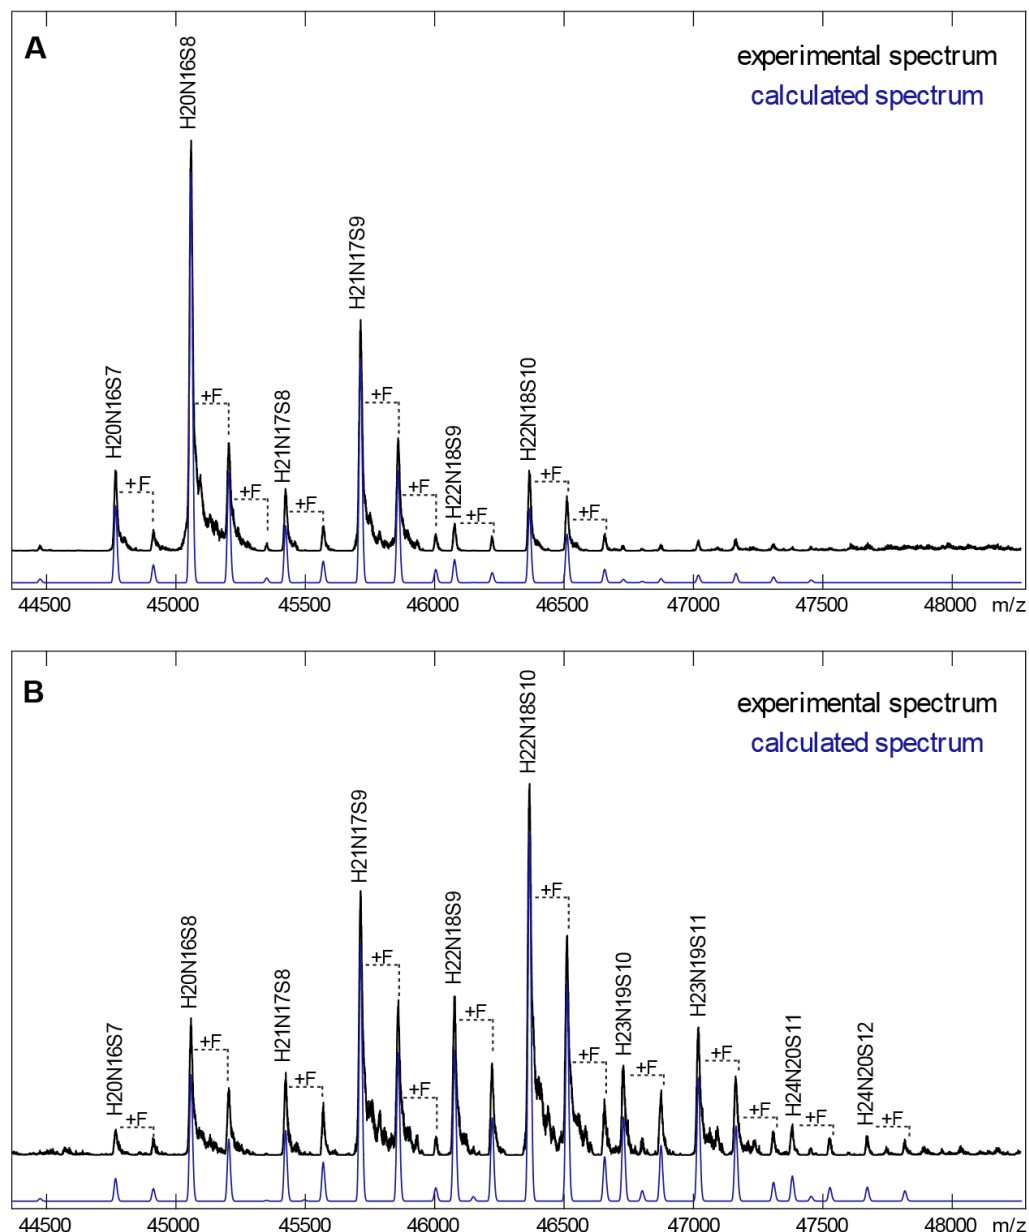 A
experimental spectrum
calculated spectrum
H20N16S7
+F
H20N16S8
+F
+F
H21N17S8
+F
H21N17S9
+F
+F
H22N18S9
+F
H22N18S10
+F
+F
44500 45000 45500 46000 46500 47000 47500 48000 m/z
B
experimental spectrum
calculated spectrum
H20N16S7
+F
H20N16S8
+F
H21N17S8
+F
H21N17S9
+F
+F
H22N18S9
+F
H22N18S10
+F
+F
H23N19S10
+F
H23N19S11
+F
+F
H24N20S11
+F
H24N20S12
+F
44500 45000 45500 46000 46500 47000 47500 48000 m/z